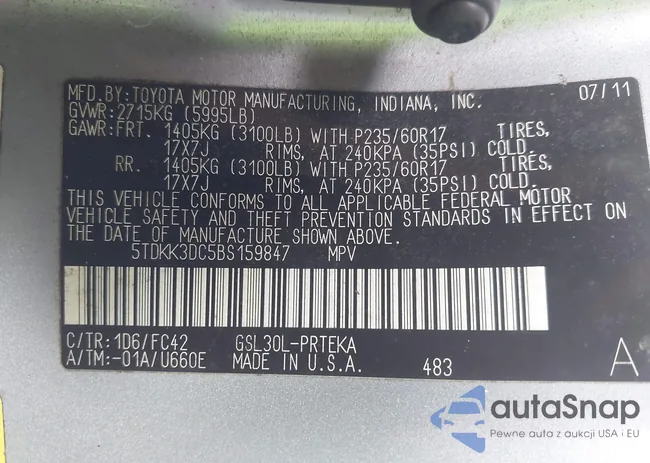 MFD.BY:TOYOTA MOTOR MANUFACTURING, INDIANA, INC. 07/11
GVWR:2715KG (5995LB)
GAWR:FRT. 1405KG (3100LB) WITH P235/60R17 TIRES,
17X7J RIMS, AT 240KPA (35PSI) COLD.
RR. 1405KG (3100LB) WITH P235/60R17 TIRES,
17X7J RIMS, AT 240KPA (35PSI) COLD.
THIS VEHICLE CONFORMS TO ALL APPLICABLE FEDERAL MOTOR
VEHICLE SAFETY AND THEFT PREVENTION STANDARDS IN EFFECT ON
THE DATE OF MANUFACTURE SHOWN ABOVE.
5TDKK3DC5BS159847 MPV
C/TR:1D6/FC42 GSL30L-PRTEKA
A/TM:-01A/U660E MADE IN U.S.A. 483 A
autaSnap
Pewne auta z aukcji USA i EU